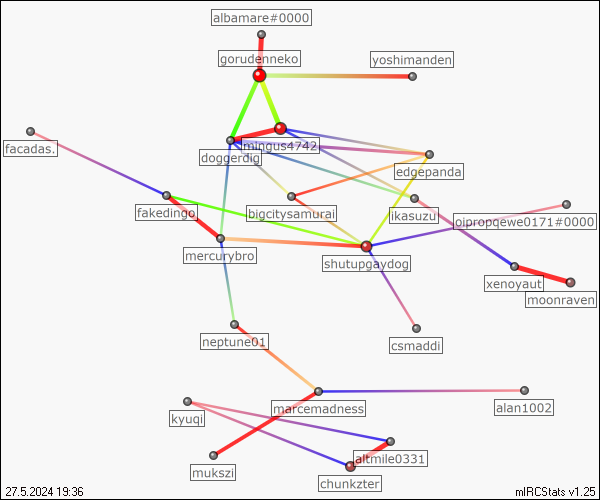 albamare#0000
gorudenneko
yoshimanden
mingus4742
facadas.
doggerdig
edgepanda
fakedingo
bigcitysamurai
ikasuzu
oipropqewe0171#0000
mercurybro
shutupgaydog
xenoyaut
moonraven
neptune01
csmaddi
marcemadness
alan1002
kyuqi
altmile0331
mukszi
chunkzter
27.5.2024 19:36
mIRCStats v1.25